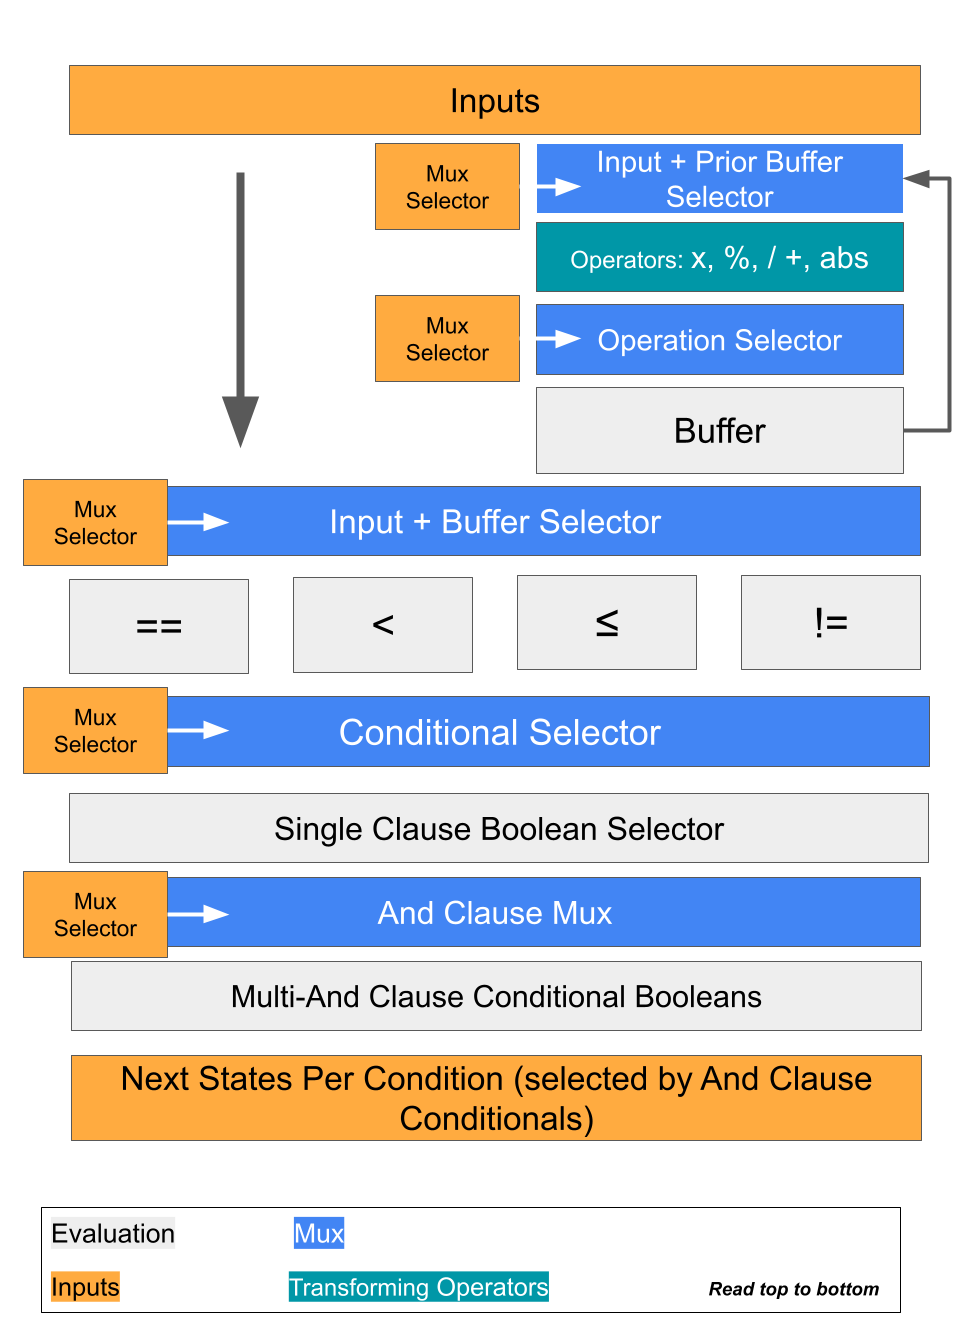 Inputs
Mux
Selector
Input + Prior Buffer
Selector
Operators: x, %, / +, abs
Mux
Selector
Operation Selector
Buffer
Mux
Selector
Input + Buffer Selector
==
<
≤
!=
Mux
Selector
Conditional Selector
Single Clause Boolean Selector
Mux
Selector
And Clause Mux
Multi-And Clause Conditional Booleans
Next States Per Condition (selected by And Clause
Conditionals)
Evaluation
Mux
Inputs
Transforming Operators
Read top to bottom